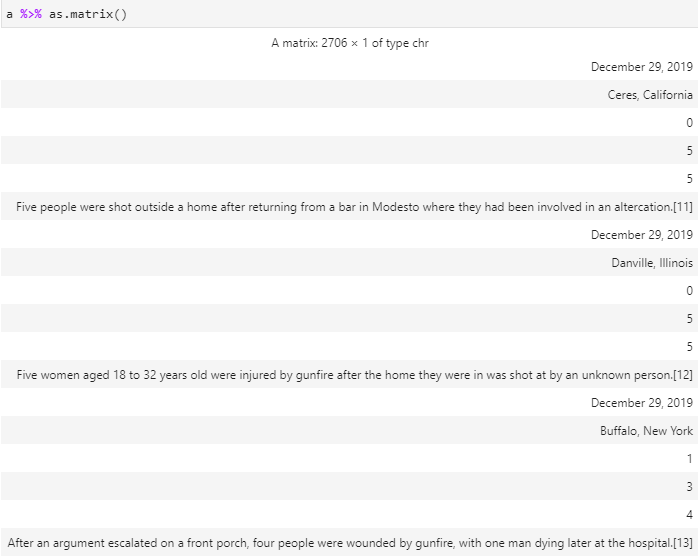 a %>% as.matrix()
A matrix: 2706 × 1 of type chr
December 29, 2019
Ceres, California
0
5
5
Five people were shot outside a home after returning from a bar in Modesto where they had been involved in an altercation.[11]
December 29, 2019
Danville, Illinois
0
5
5
Five women aged 18 to 32 years old were injured by gunfire after the home they were in was shot at by an unknown person.[12]
December 29, 2019
Buffalo, New York
1
3
4
After an argument escalated on a front porch, four people were wounded by gunfire, with one man dying later at the hospital.[13]